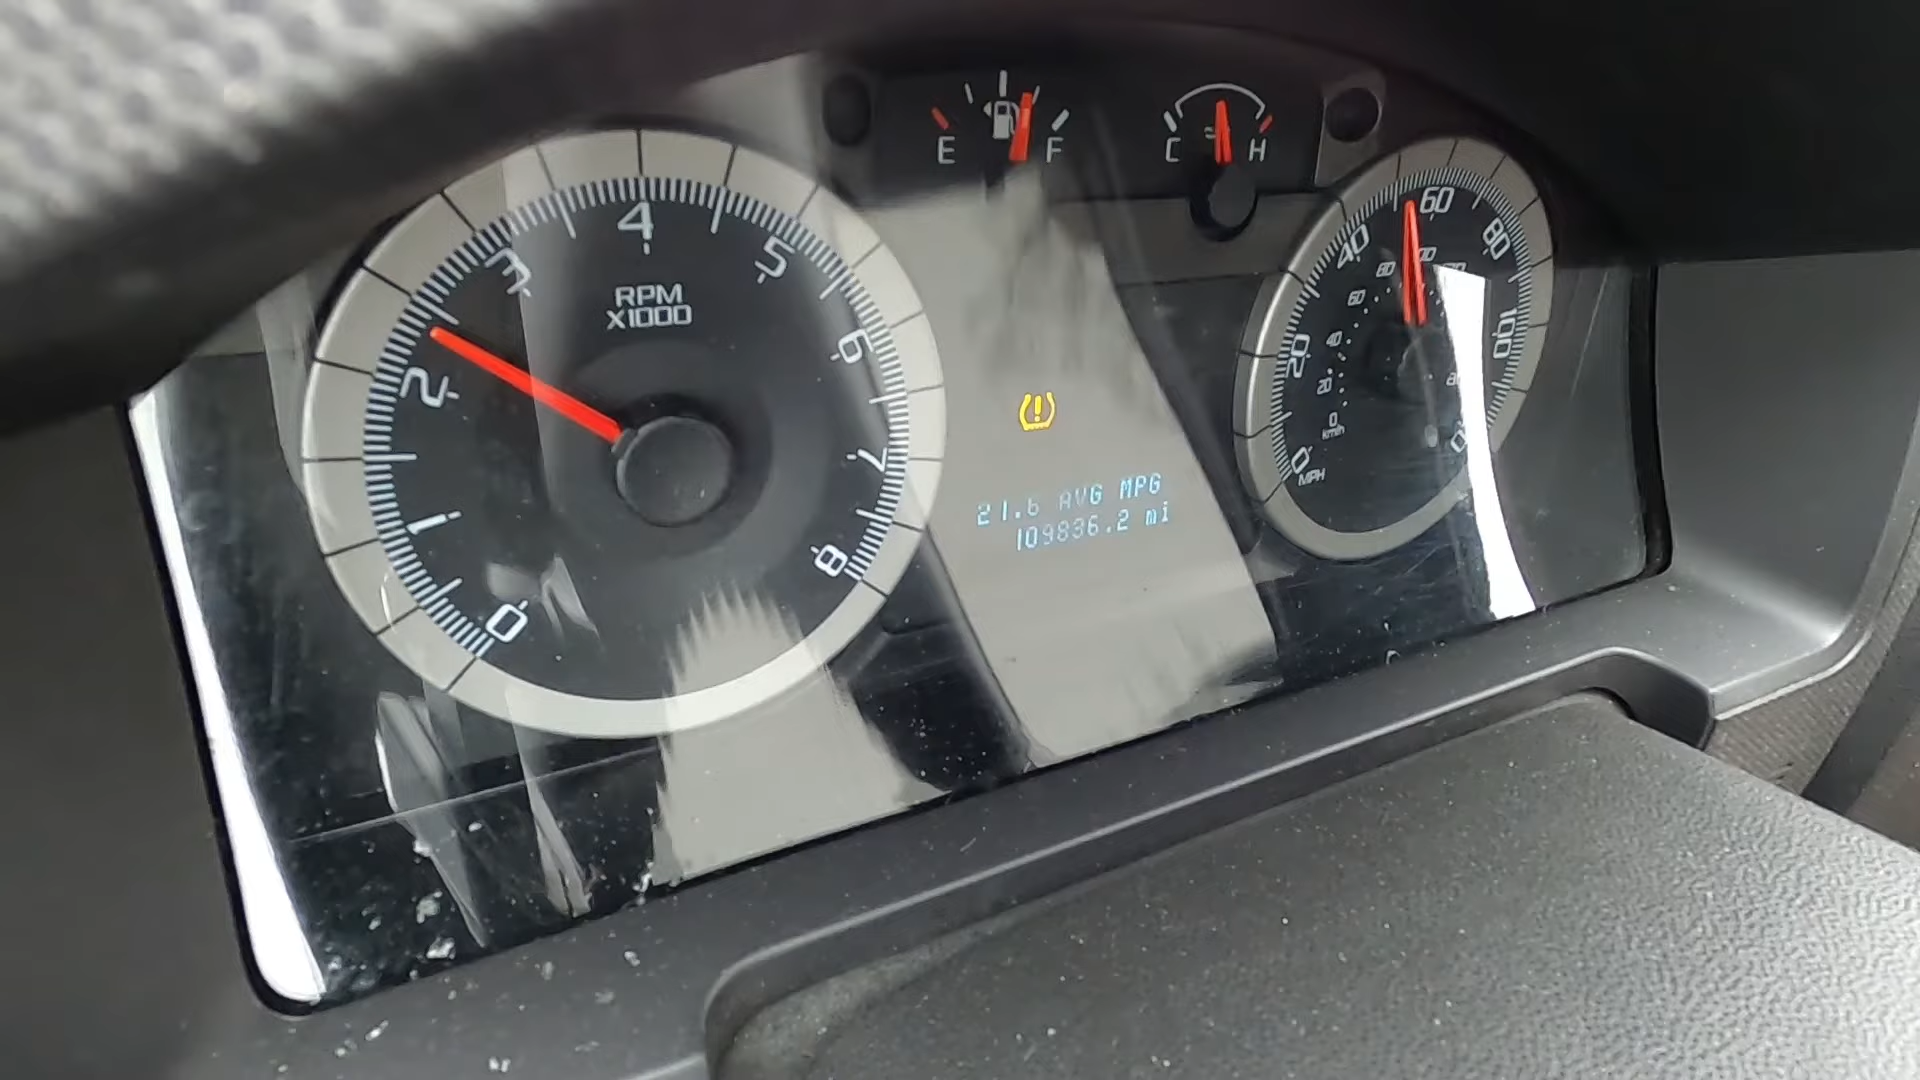 E F
C H
0 1 2 3 4 5 6 7 8
RPM
X1000
21.6 AVG MPG
109836.2 mi
0 20 40 60 80 100
MPH
0 20 40 60 80
km/h